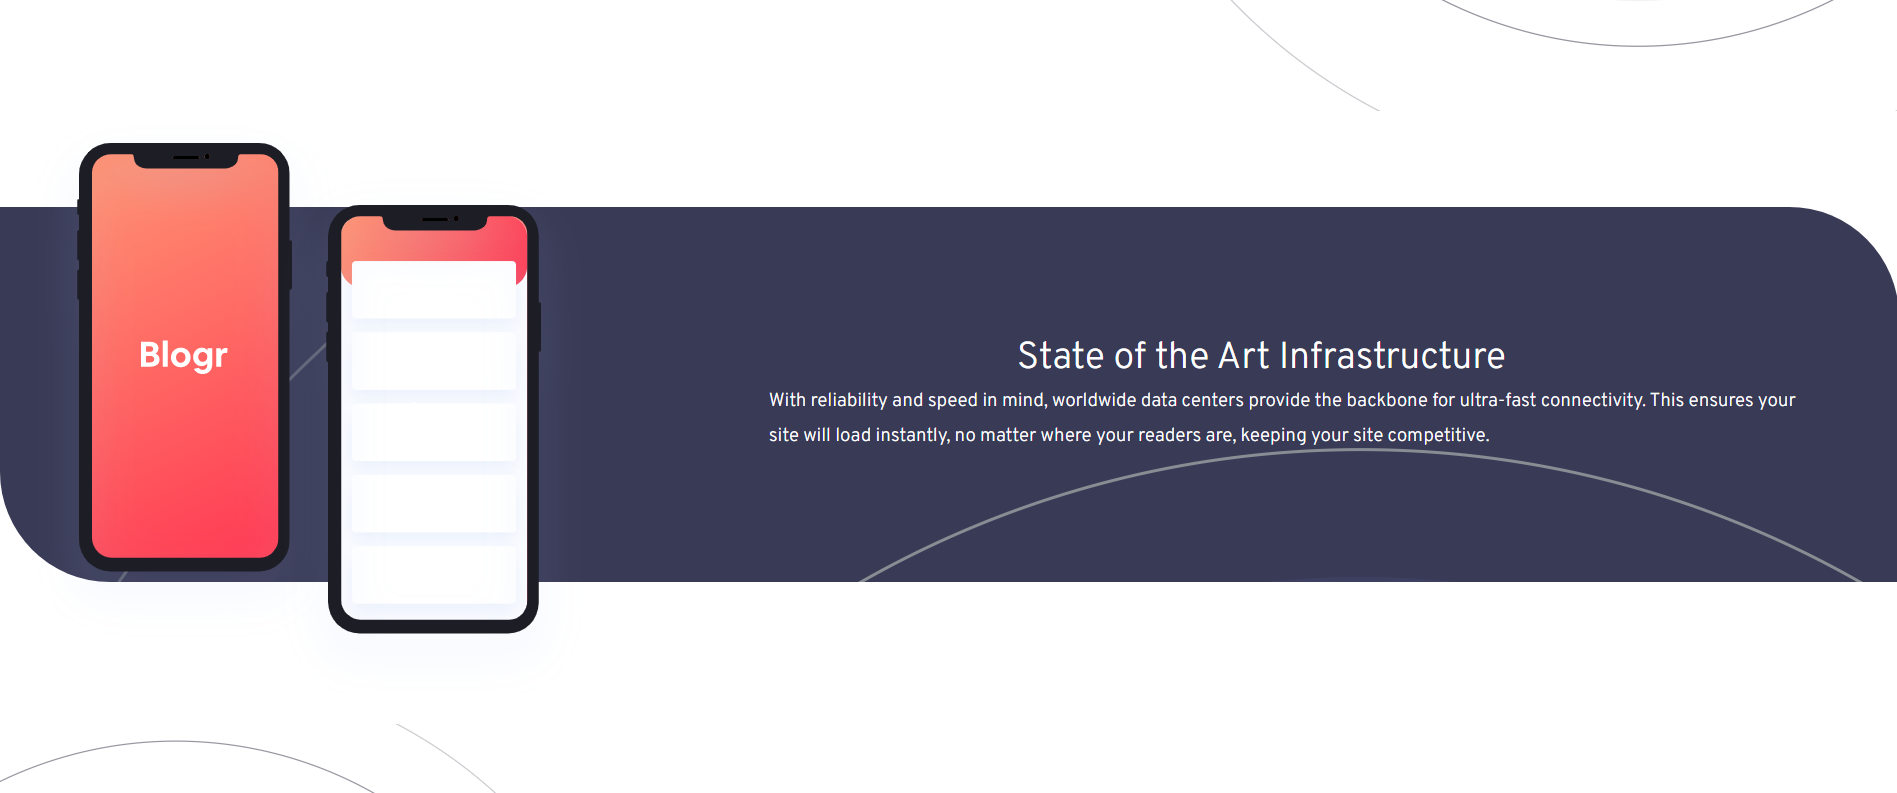 Blogr
State of the Art Infrastructure
With reliability and speed in mind, worldwide data centers provide the backbone for ultra-fast connectivity. This ensures your
site will load instantly, no matter where your readers are, keeping your site competitive.